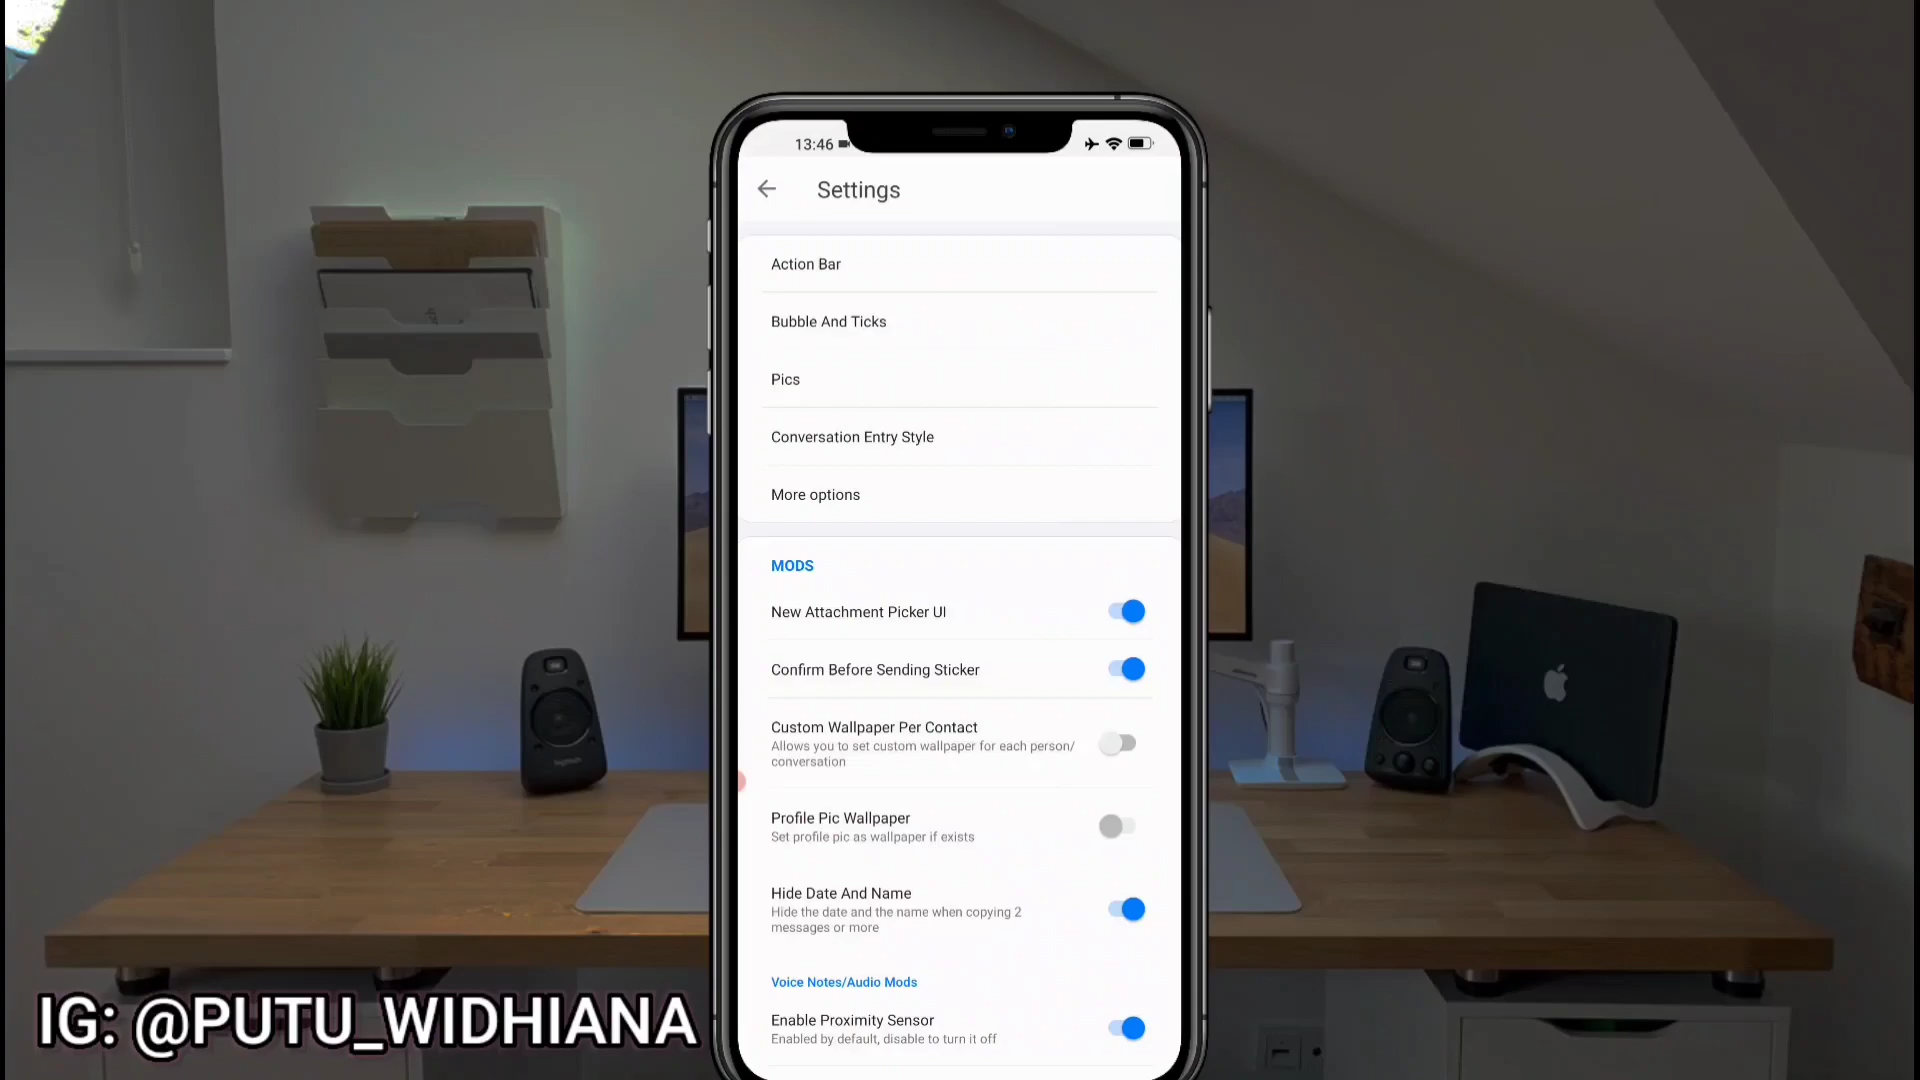 13:46
Settings
Action Bar
Bubble And Ticks
Pics
Conversation Entry Style
More options
MODS
New Attachment Picker UI
Confirm Before Sending Sticker
Custom Wallpaper Per Contact
Allows you to set custom wallpaper for each person/
conversation
Profile Pic Wallpaper
Set profile pic as wallpaper if exists
Hide Date And Name
Hide the date and the name when copying 2
messages or more
Voice Notes/Audio Mods
Enable Proximity Sensor
Enabled by default, disable to turn it off
logitech
IG: @PUTU_WIDHIANA